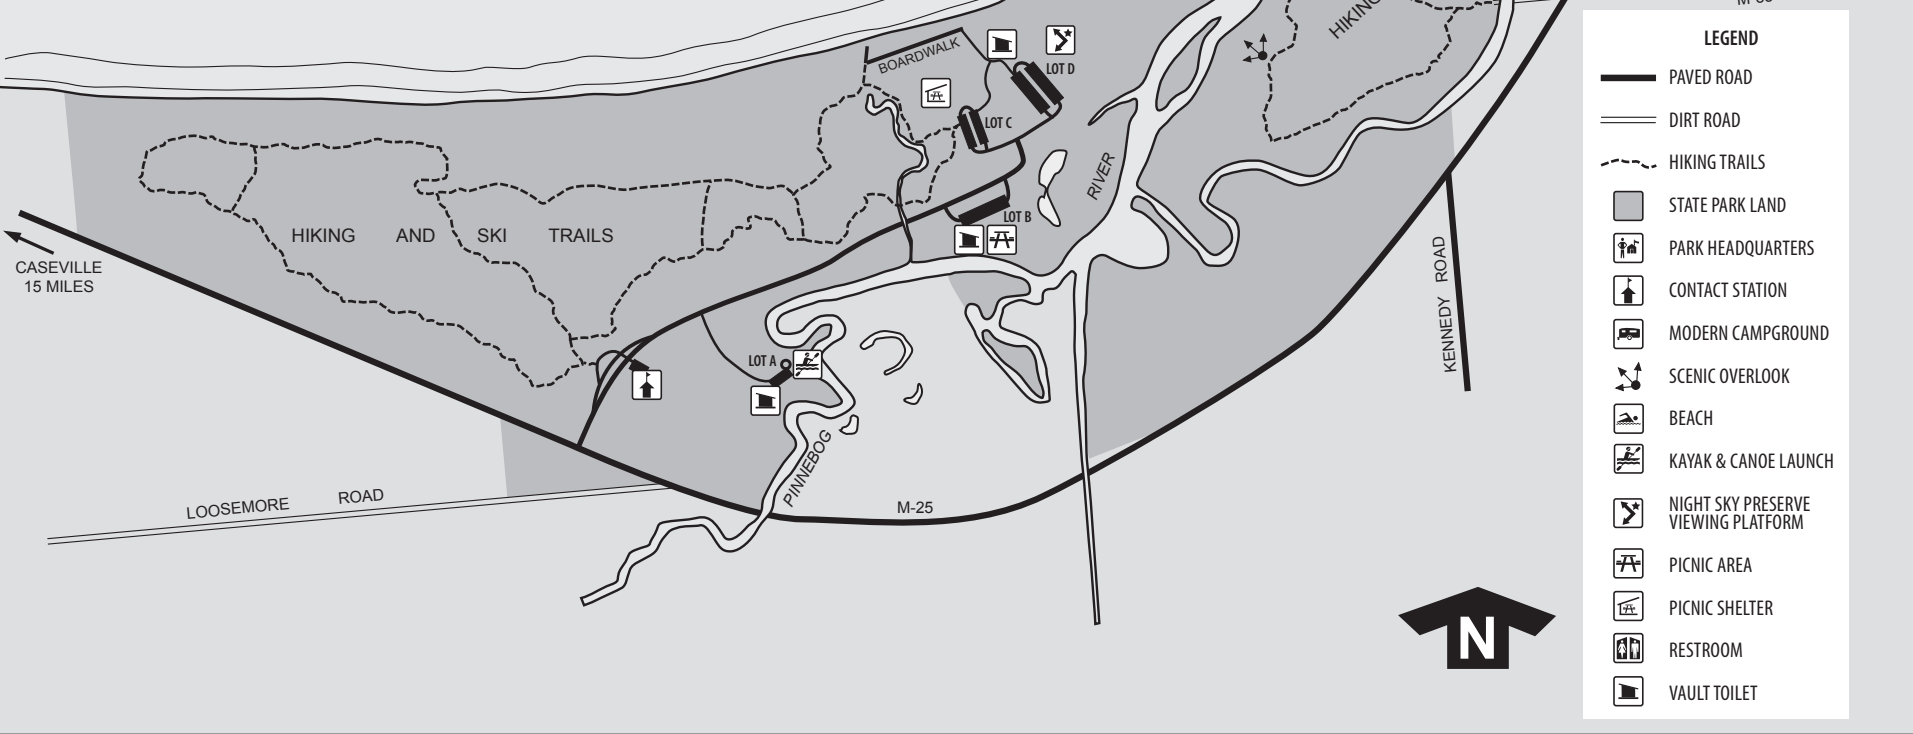 HIKING
LEGEND
PAVED ROAD
DIRT ROAD
HIKING TRAILS
STATE PARK LAND
PARK HEADQUARTERS
CONTACT STATION
MODERN CAMPGROUND
SCENIC OVERLOOK
BEACH
KAYAK & CANOE LAUNCH
NIGHT SKY PRESERVE
VIEWING PLATFORM
PICNIC AREA
PICNIC SHELTER
RESTROOM
VAULT TOILET
BOARDWALK
LOT D
LOT C
RIVER
LOT B
HIKING AND SKI TRAILS
CASEVILLE
15 MILES
KENNEDY ROAD
LOT A
PINNEBOG
LOOSEMORE ROAD
M-25
N